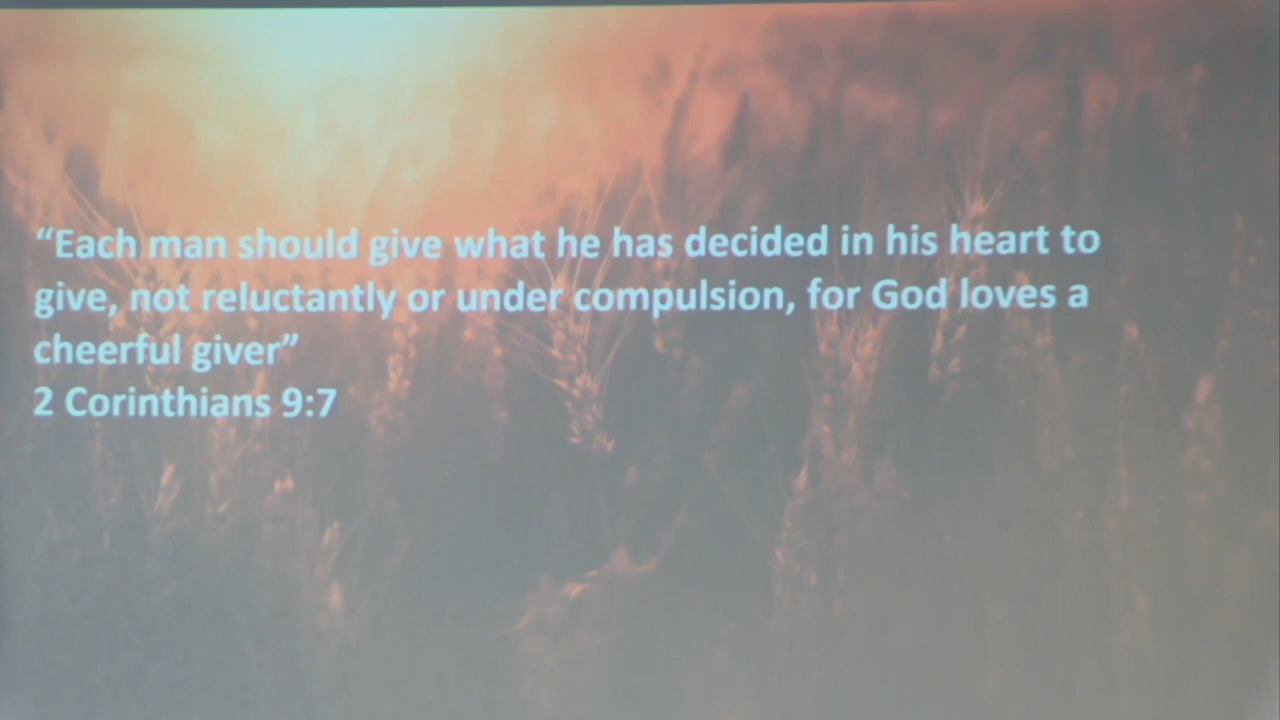 “Each man should give what he has decided in his heart to
give, not reluctantly or under compulsion, for God loves a
cheerful giver”
2 Corinthians 9:7